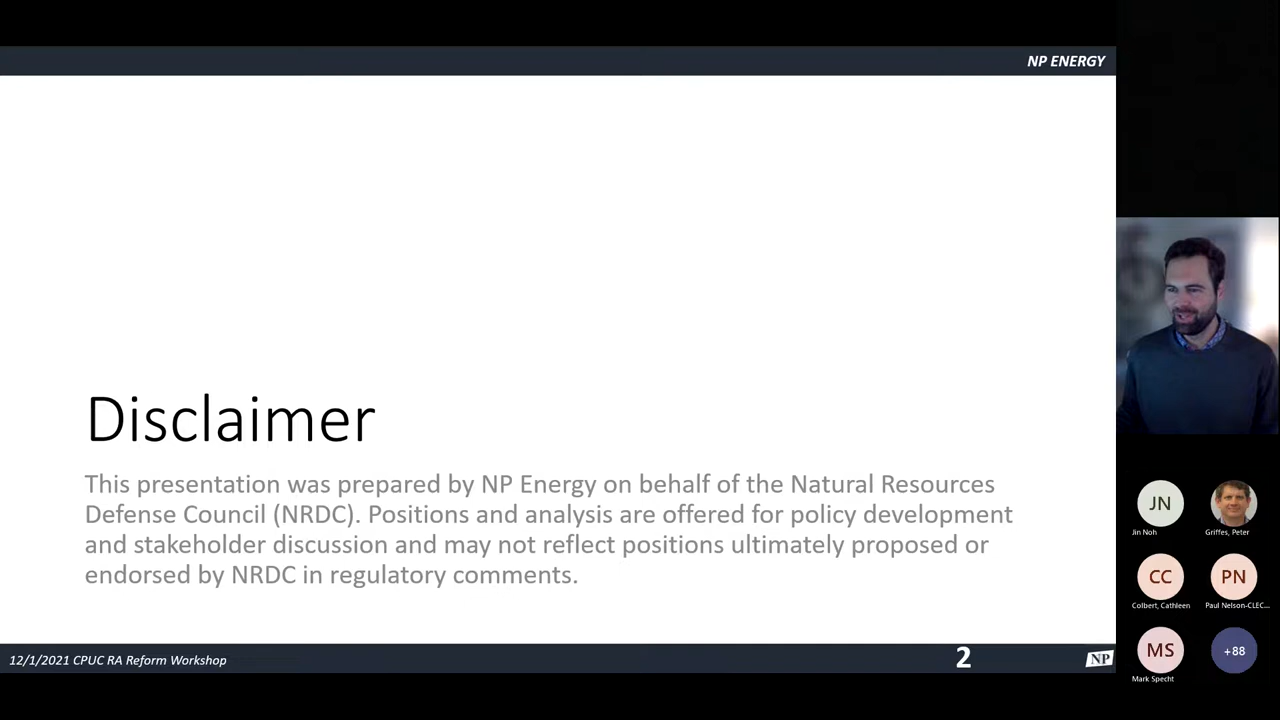 NP ENERGY
Disclaimer
This presentation was prepared by NP Energy on behalf of the Natural Resources
Defense Council (NRDC). Positions and analysis are offered for policy development
and stakeholder discussion and may not reflect positions ultimately proposed or
endorsed by NRDC in regulatory comments.
12/1/2021 CPUC RA Reform Workshop
2
NP
JN
Jin Noh
Griffes, Peter
CC
PN
Colbert, Cathleen
Paul Nelson-CLEC...
MS
+88
Mark Specht